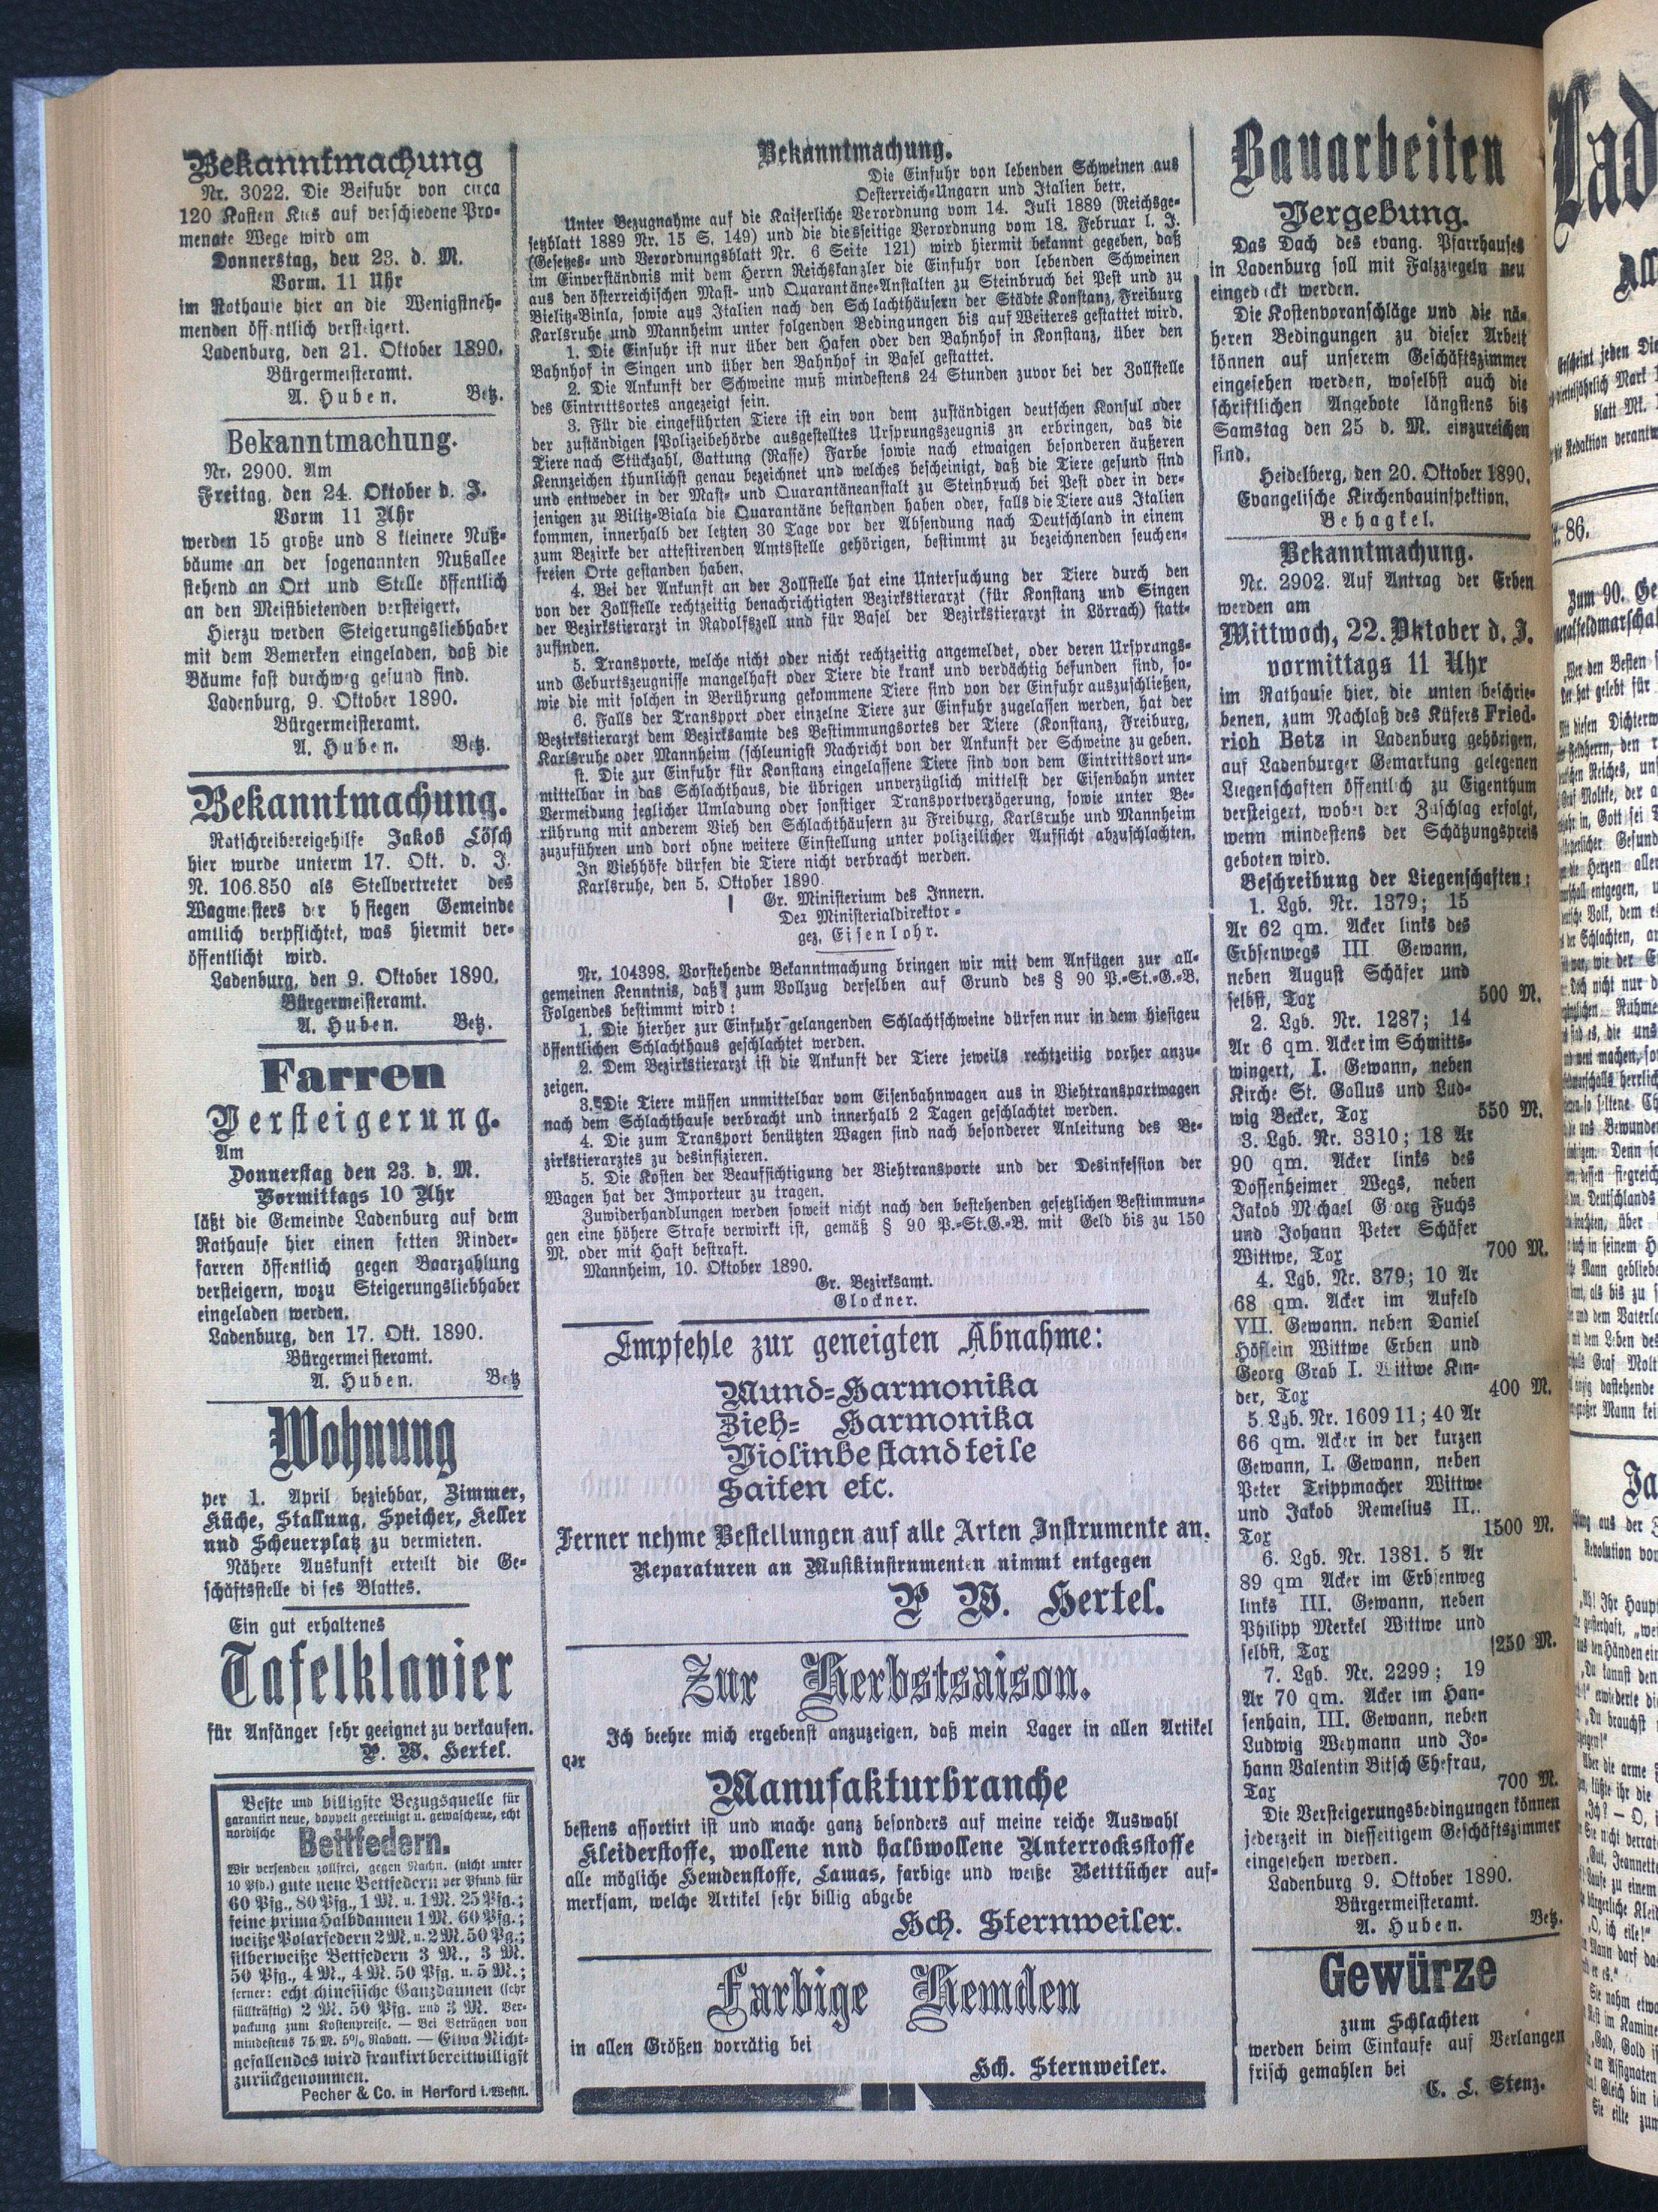 Bekanntmachung
Nr. 3022. Die Beifuhr von circa
120 Kasten Kies auf verschiedene Pro-
menate Wege wird am
Donnerstag, den 23. d. M.
Vorm. 11 Uhr
im Rathause hier an die Wenigstneh-
menden öffentlich versteigert.
Ladenburg, den 21. Oktober 1890.
Bürgermeisteramt.
A. Huben. Betz.
Bekanntmachung.
Nr. 2900. Am
Freitag, den 24. Oktober d. J.
Vorm 11 Uhr
werden 15 große und 8 kleinere Nuß-
bäume an der sogenannten Nußallee
stehend an Ort und Stelle öffentlich
an den Meistbietenden versteigert.
Hierzu werden Steigerungsliebhaber
mit dem Bemerken eingeladen, daß die
Bäume fast durchweg gesund sind.
Ladenburg, 9. Oktober 1890.
Bürgermeisteramt.
A. Huben. Betz.
Bekanntmachung.
Ratschreibereigehilfe Jakob Lösch
hier wurde unterm 17. Okt. d. J.
N. 106.850 als Stellvertreter des
Wagmeisters der hsiegen Gemeinde
amtlich verpflichtet, was hiermit ver-
öffentlicht wird.
Ladenburg, den 9. Oktober 1890.
Bürgermeisteramt.
A. Huben. Betz.
Farren
Versteigerung.
Am
Donnerstag den 23. d. M.
Vormittags 10 Uhr
läßt die Gemeinde Ladenburg auf dem
Rathause hier einen fetten Rinder-
farren öffentlich gegen Baarzahlung
versteigern, wozu Steigerungsliebhaber
eingeladen werden.
Ladenburg, den 17. Okt. 1890.
Bürgermeisteramt.
A. Huben. Betz
Wohnung
per 1. April beziehbar, Zimmer,
Küche, Stallung, Speicher, Keller
und Scheuerplatz zu vermieten.
Nähere Auskunft erteilt die Ge-
schäftsstelle dieses Blattes.
Ein gut erhaltenes
Tafelklavier
für Anfänger sehr geeignet zu verkaufen.
P. W. Hertel.
Beste und billigste Bezugsquelle für
garantirt neue, doppelt gereinigt u. gewaschene, echt
nordische Bettfedern.
Wir versenden zollfrei, gegen Nachn. (nicht unter
10 Pfd.) gute neue Bettfedern per Pfund für
60 Pfg., 80 Pfg., 1 M. u. 1 M. 25 Pfg.;
feine prima Halbdaunen 1 M. 60 Pfg.;
weiße Polarfedern 2 M. u. 2 M. 50 Pg.;
silberweiße Bettfedern 3 M., 3 M.
50 Pfg., 4 M., 4 M. 50 Pfg. u. 5 M.;
ferner: echt chinesische Ganzdaunen (sehr
füllkräftig) 2 M. 50 Pfg. und 3 M. Ver-
packung zum Kostenpreise. — Bei Beträgen von
mindestens 75 M. 5% Rabatt. — Etwa Nicht-
gefallendes wird frankirt bereitwilligst
zurückgenommen.
Pecher & Co. in Herford i. Westfl.
Bekanntmachung.
Die Einfuhr von lebenden Schweinen aus
Oesterreich-Ungarn und Italien betr.
Unter Bezugnahme auf die Kaiserliche Verordnung vom 14. Juli 1889 (Reichsge-
setzblatt 1889 Nr. 15 S. 149) und die diesseitige Verordnung vom 18. Februar l. J.
(Gesetzes- und Verordnungsblatt Nr. 6 Seite 121) wird hiermit bekannt gegeben, daß
im Einverständnis mit dem Herrn Reichskanzler die Einfuhr von lebenden Schweinen
aus den österreichischen Mast- und Quarantäne-Anstalten zu Steinbruch bei Pest und zu
Bielitz-Binla, sowie aus Italien nach den Schlachthäusern der Städte Konstanz, Freiburg
Karlsruhe und Mannheim unter folgenden Bedingungen bis auf Weiteres gestattet wird.
1. Die Einfuhr ist nur über den Hafen oder den Bahnhof in Konstanz, über den
Bahnhof in Singen und über den Bahnhof in Basel gestattet.
2. Die Ankunft der Schweine muß mindestens 24 Stunden zuvor bei der Zollstelle
des Eintrittsortes angezeigt sein.
3. Für die eingeführten Tiere ist ein von dem zuständigen deutschen Konsul oder
der zuständigen Polizeibehörde ausgestelltes Ursprungszeugnis zn erbringen, das die
Tiere nach Stückzahl, Gattung (Rasse) Farbe sowie nach etwaigen besonderen äußeren
Kennzeichen thunlichst genau bezeichnet und welches bescheinigt, daß die Tiere gesund sind
und entweder in der Mast- und Quarantäneanstalt zu Steinbruch bei Pest oder in der-
jenigen zu Bilitz-Biala die Quarantäne bestanden haben oder, falls die Tiere aus Italien
kommen, innerhalb der letzten 30 Tage vor der Absendung nach Deutschland in einem
zum Bezirke der attestirenden Amtsstelle gehörigen, bestimmt zu bezeichnenden seuchen-
freien Orte gestanden haben.
4. Bei der Ankunft an der Zollstelle hat eine Untersuchung der Tiere durch den
von der Zollstelle rechtzeitig benachrichtigten Bezirkstierarzt (für Konstanz und Singen
der Bezirkstierarzt in Radolfszell und für Basel der Bezirkstierarzt in Lörrach) statt-
zufinden.
5. Transporte, welche nicht oder nicht rechtzeitig angemeldet, oder deren Ursprungs-
und Geburtszeugnisse mangelhaft oder Tiere die krank und verdächtig befunden sind, so-
wie die mit solchen in Berührung gekommene Tiere sind von der Einfuhr auszuschließen,
6. Falls der Transport oder einzelne Tiere zur Einfuhr zugelassen werden, hat der
Bezirkstierarzt dem Bezirksamte des Bestimmungsortes der Tiere (Konstanz, Freiburg,
Karlsruhe oder Mannheim (schleunigst Nachricht von der Ankunft der Schweine zu geben.
ft. Die zur Einfuhr für Konstanz eingelassene Tiere sind von dem Eintrittsort un-
mittelbar in das Schlachthaus, die übrigen unverzüglich mittelst der Eisenbahn unter
Vermeidung jeglicher Umladung oder sonstiger Transportverzögerung, sowie unter Be-
rührung mit anderem Vieh den Schlachthäusern zu Freiburg, Karlsruhe und Mannheim
zuzuführen und dort ohne weitere Einstellung unter polizeilicher Aufsicht abzuschlachten.
In Viehhöfe dürfen die Tiere nicht verbracht werden.
Karlsruhe, den 5. Oktober 1890
Gr. Ministerium des Innern.
Der Ministerialdirektor-
gez. Eisenlohr.
Nr. 104398. Vorstehende Bekanntmachung bringen wir mit dem Anfügen zur all-
gemeinen Kenntnis, daß zum Vollzug derselben auf Grund des § 90 P.-St.-G.-B.
Folgendes bestimmt wird:
1. Die hierher zur Einfuhr gelangenden Schlachtschweine dürfen nur in dem hiesigen
öffentlichen Schlachthaus geschlachtet werden.
2. Dem Bezirkstierarzt ist die Ankunft der Tiere jeweils rechtzeitig vorher anzu-
zeigen.
3. Die Tiere müssen unmittelbar vom Eisenbahnwagen aus in Viehtransportwagen
nach dem Schlachthause verbracht und innerhalb 2 Tagen geschlachtet werden.
4. Die zum Transport benützten Wagen sind nach besonderer Anleitung des Be-
zirkstierarztes zu desinfizieren.
5. Die Kosten der Beaufsichtigung der Viehtransporte und der Desinfektion der
Wagen hat der Importeur zu tragen.
Zuwiderhandlungen werden soweit nicht nach den bestehenden gesetzlichen Bestimmun-
gen eine höhere Strafe verwirkt ist, gemäß § 90 P.-St.G.-B. mit Geld bis zu 150
M. oder mit Haft bestraft.
Mannheim, 10. Oktober 1890.
Gr. Bezirksamt.
Glockner.
Empfehle zur geneigten Abnahme:
Mund-Harmonika
Zieh- Harmonika
Violinbestandteile
Saiten etc.
Ferner nehme Bestellungen auf alle Arten Instrumente an.
Reparaturen an Musikinstrumenten nimmt entgegen
P W. Hertel.
Zur Herbstsaison.
Ich beehre mich ergebenst anzuzeigen, daß mein Lager in allen Artikel
der
Manufakturbranche
bestens assortirt ist und mache ganz besonders auf meine reiche Auswahl
Kleiderstoffe, wollene und halbwollene Unterrocksstoffe
alle mögliche Hemdenstoffe, Lamas, farbige und weiße Betttücher auf-
merksam, welche Artikel sehr billig abgebe
Hch. Sternweiler.
Farbige Hemden
in allen Größen vorrätig bei
Hch. Sternweiler.
Bauarbeiten
Vergebung.
Das Dach des evang. Pfarrhauses
in Ladenburg soll mit Falzziegeln neu
eingedeckt werden.
Die Kostenvoranschläge und die nä-
heren Bedingungen zu dieser Arbeit
können auf unserem Geschäftszimmer
eingesehen werden, woselbst auch die
schriftlichen Angebote längstens bis
Samstag den 25 d. M. einzureichen
sind.
Heidelberg, den 20. Oktober 1890.
Evangelische Kirchenbauinspektion.
Behagkel.
Bekanntmachung.
Nr. 2902. Auf Antrag der Erben
werden am
Mittwoch, 22. Oktober d. J.
vormittags 11 Uhr
im Rathause hier, die unten beschrie-
benen, zum Nachlaß des Küfers Fried-
rich Betz in Ladenburg gehörigen,
auf Ladenburger Gemarkung gelegenen
Liegenschaften öffentlich zu Eigenthum
versteigert, wobei der Zuschlag erfolgt,
wenn mindestens der Schätzungspreis
geboten wird.
Beschreibung der Liegenschaften:
1. Lgb. Nr. 1379; 15
Ar 62 qm. Acker links des
Erbsenwegs III Gewann,
neben August Schäfer und
selbst, Tax 500 M.
2. Lgb. Nr. 1287; 14
Ar 6 qm. Acker im Schmitts-
wingert, I. Gewann, neben
Kirche St. Gallus und Lud-
wig Becker, Tax 550 M.
3. Lgb. Nr. 3310; 18 Ar
90 qm. Acker links des
Dossenheimer Wegs, neben
Jakob Michael Georg Fuchs
und Johann Peter Schäfer
Wittwe, Tax 700 M.
4. Lgb. Nr. 379; 10 Ar
68 qm. Acker im Aufeld
VII. Gewann. neben Daniel
Höflein Wittwe Erben und
Georg Grab I. Wittwe Kin-
der, Tax 400 M.
5. Lgb. Nr. 1609 11; 40 Ar
66 qm. Acker in der kurzen
Gewann, I. Gewann, neben
Peter Trippmacher Wittwe
und Jakob Remelius II..
Tax 1500 M.
6. Lgb. Nr. 1381. 5 Ar
89 qm Acker im Erbsenweg
links III. Gewann, neben
Philipp Merkel Wittwe und
selbst, Tax 250 M.
7. Lgb. Nr. 2299; 19
Ar 70 qm. Acker im Han-
senhain, III. Gewann, neben
Ludwig Weymann und Jo-
hann Valentin Bitsch Ehefrau,
Tax 700 M.
Die Versteigerungsbedingungen können
jederzeit in diesseitigem Geschäftszimmer
eingesehen werden.
Ladenburg 9. Oktober 1890.
Bürgermeisteramt.
A. Huben. Betz.
Gewürze
zum Schlachten
werden beim Einkaufe auf Verlangen
frisch gemahlen bei
C. L. Stenz.
Lad
Erscheint jeden Die
vierteljährlich Mark
blatt Mk.
die Redaktion verantw
86.
Zum 90. Ge